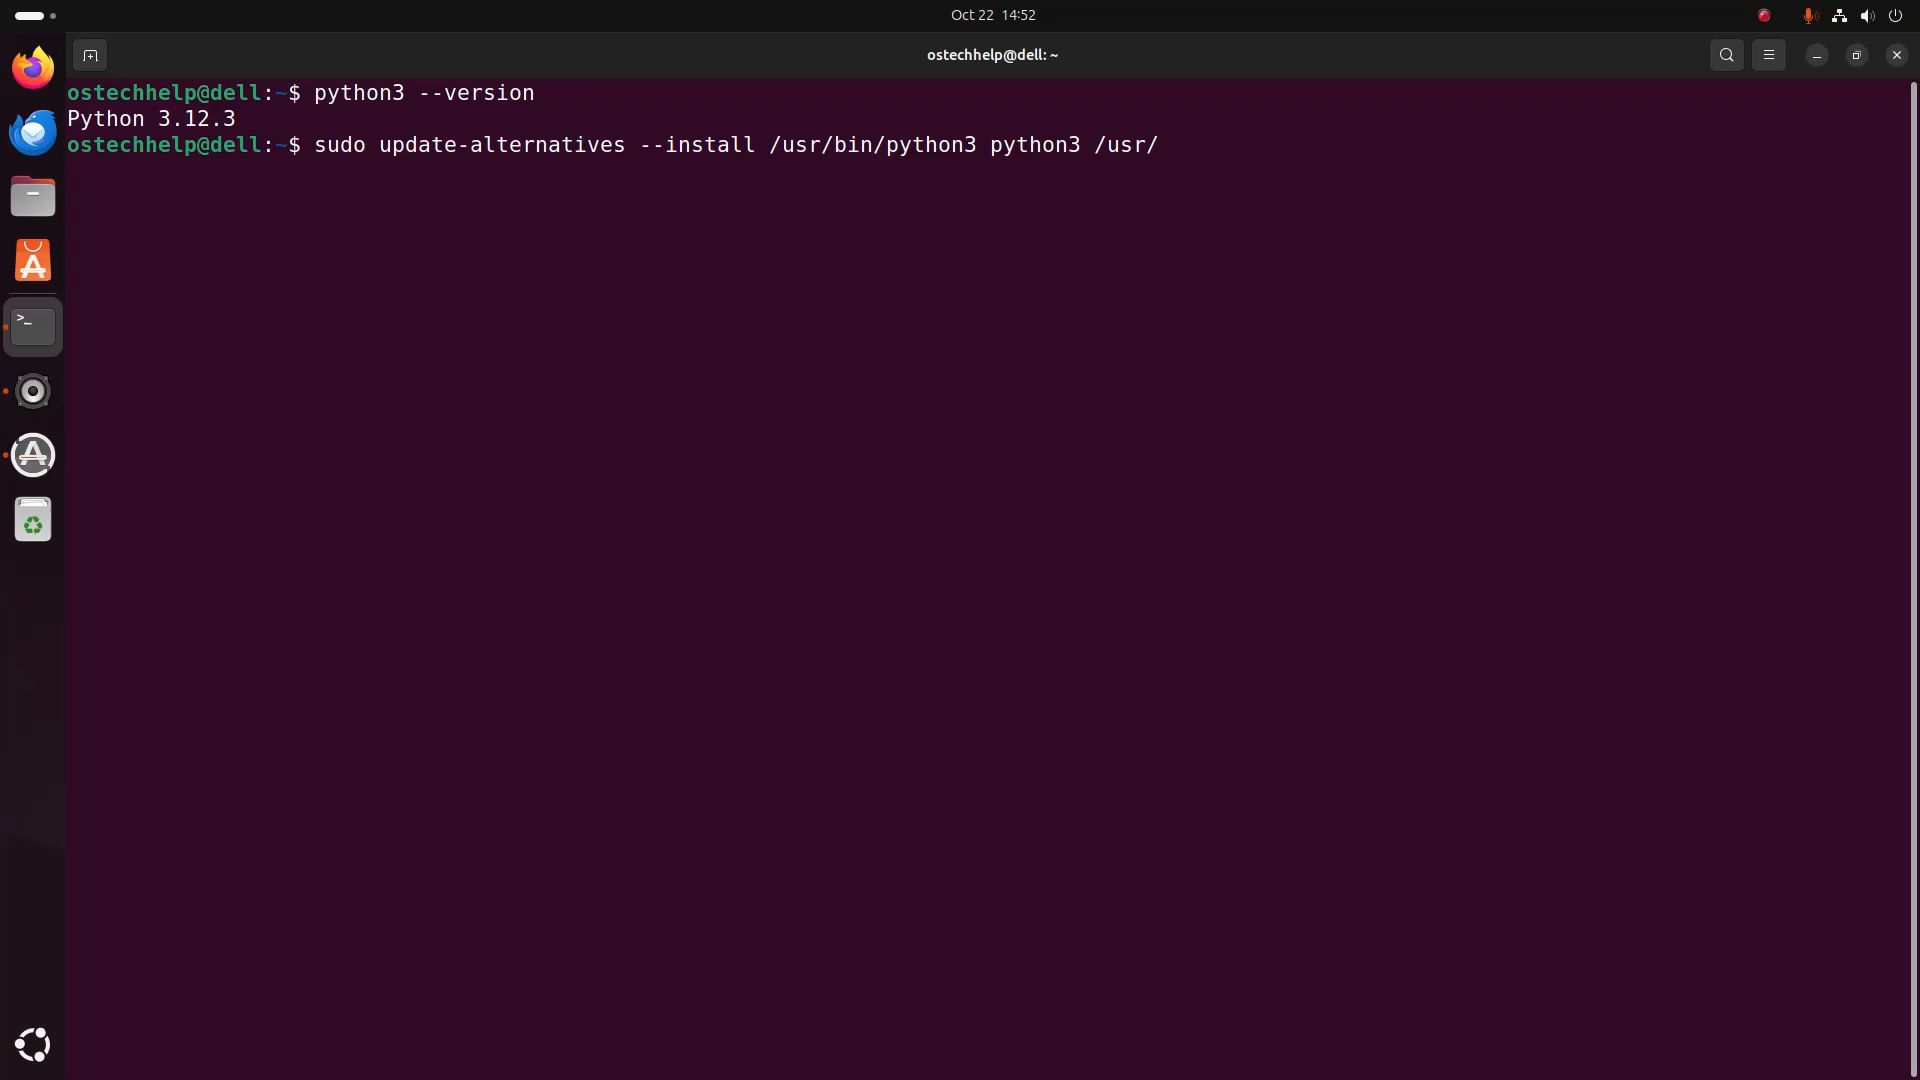 Oct 22 14:52
ostechhelp@dell: ~
ostechhelp@dell:~$ python3 --version
Python 3.12.3
ostechhelp@dell:~$ sudo update-alternatives --install /usr/bin/python3 python3 /usr/
>_